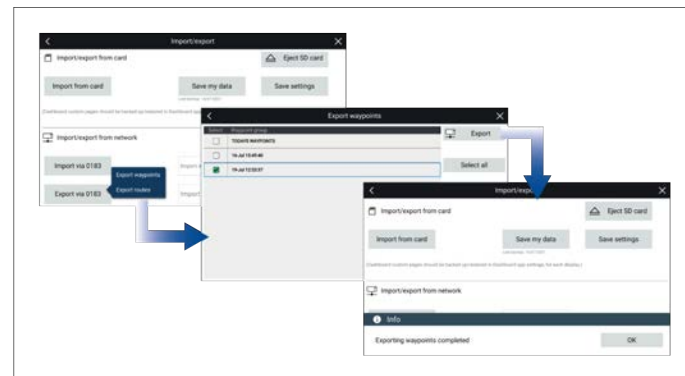 Import/export
Import/export from card
Eject SD card
Import from card
Save my data
Save settings
Import/export from network
Import via 0183
Export via 0183
Export waypoints
Export routes
Export waypoints
Select
Waypoint group
TODAYS WAYPOINTS
Export
Select all
Import/expo
Import/export from card
Eject SD card
Import from card
Save my data
Save settings
Import/export from network
Info
Exporting waypoints completed
OK